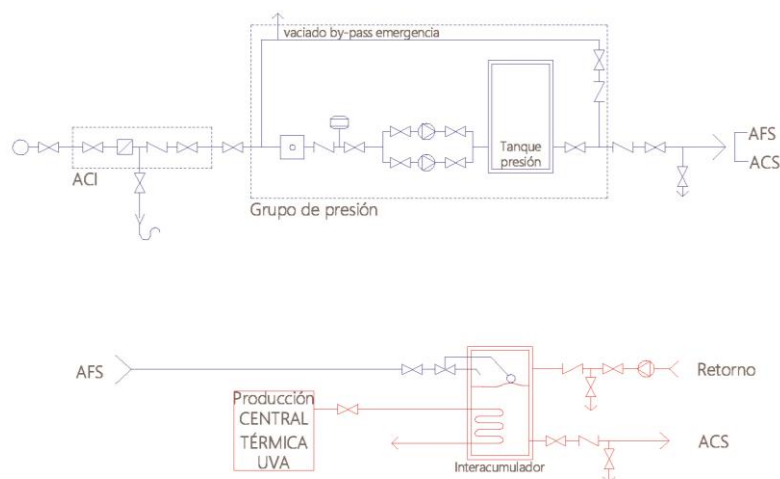 vaciado by-pass emergencia
AFS
Tanque
presión
ACS
ACI
Grupo de presión
AFS
Retorno
Producción
CENTRAL
TÉRMICA
UVA
ACS
Interacumulador